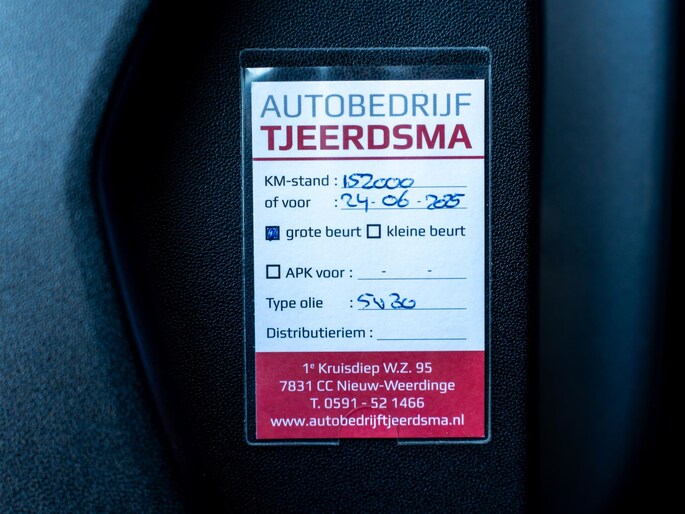 AUTOBEDRIJF
TJEERDSMA
KM-stand : 152000
of voor : 24-06-2025
grote beurt kleine beurt
APK voor : - -
Type olie : 5w30
Distributieriem :
1e Kruisdiep W.Z. 95
7831 CC Nieuw-Weerdinge
T. 0591 - 52 1466
www.autobedrijftjeerdsma.nl